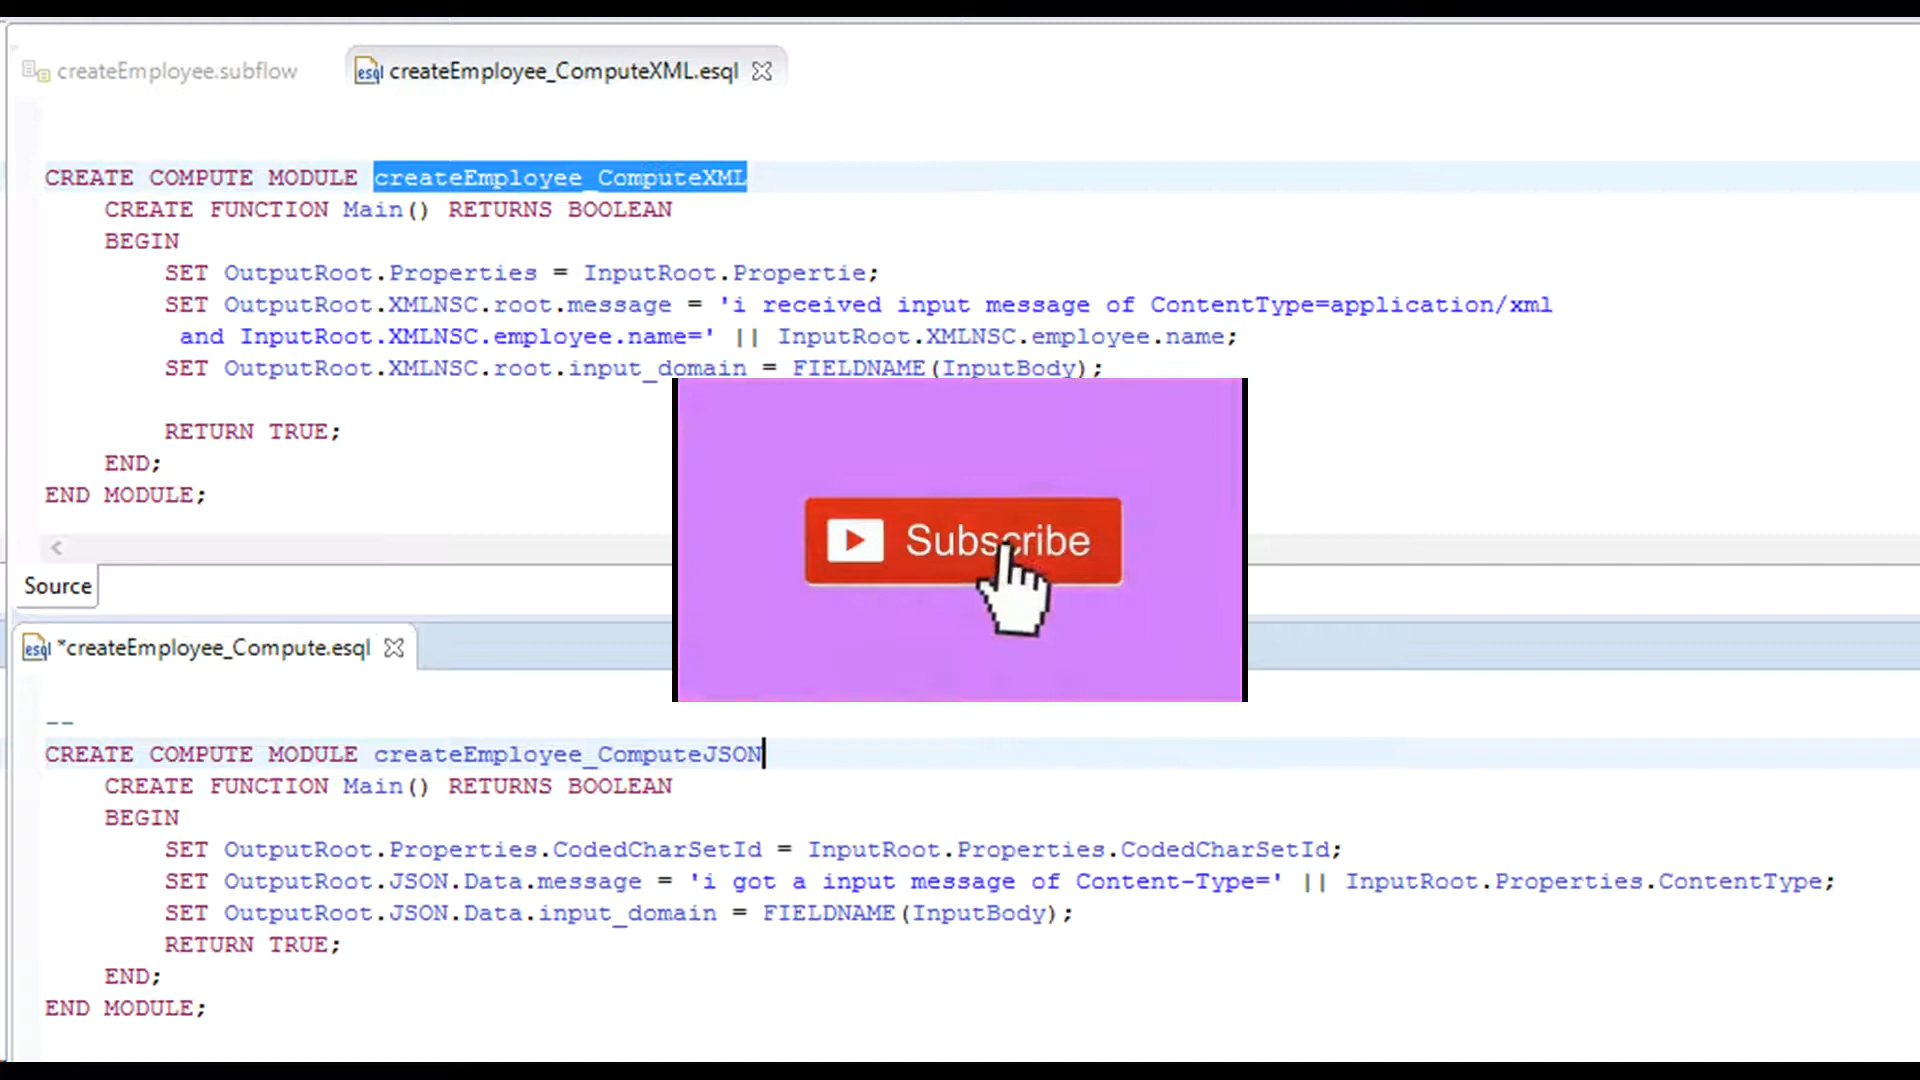 createEmployee.subflow
esql createEmployee_ComputeXML.esql
CREATE COMPUTE MODULE createEmployee_ComputeXML
CREATE FUNCTION Main() RETURNS BOOLEAN
BEGIN
SET OutputRoot.Properties = InputRoot.Propertie;
SET OutputRoot.XMLNSC.root.message = 'i received input message of ContentType=application/xml
and InputRoot.XMLNSC.employee.name=' || InputRoot.XMLNSC.employee.name;
SET OutputRoot.XMLNSC.root.input_domain = FIELDNAME(InputBody);
RETURN TRUE;
END;
END MODULE;
Subscribe
Source
esql *createEmployee_Compute.esql
--
CREATE COMPUTE MODULE createEmployee_ComputeJSON
CREATE FUNCTION Main() RETURNS BOOLEAN
BEGIN
SET OutputRoot.Properties.CodedCharSetId = InputRoot.Properties.CodedCharSetId;
SET OutputRoot.JSON.Data.message = 'i got a input message of Content-Type=' || InputRoot.Properties.ContentType;
SET OutputRoot.JSON.Data.input_domain = FIELDNAME(InputBody);
RETURN TRUE;
END;
END MODULE;